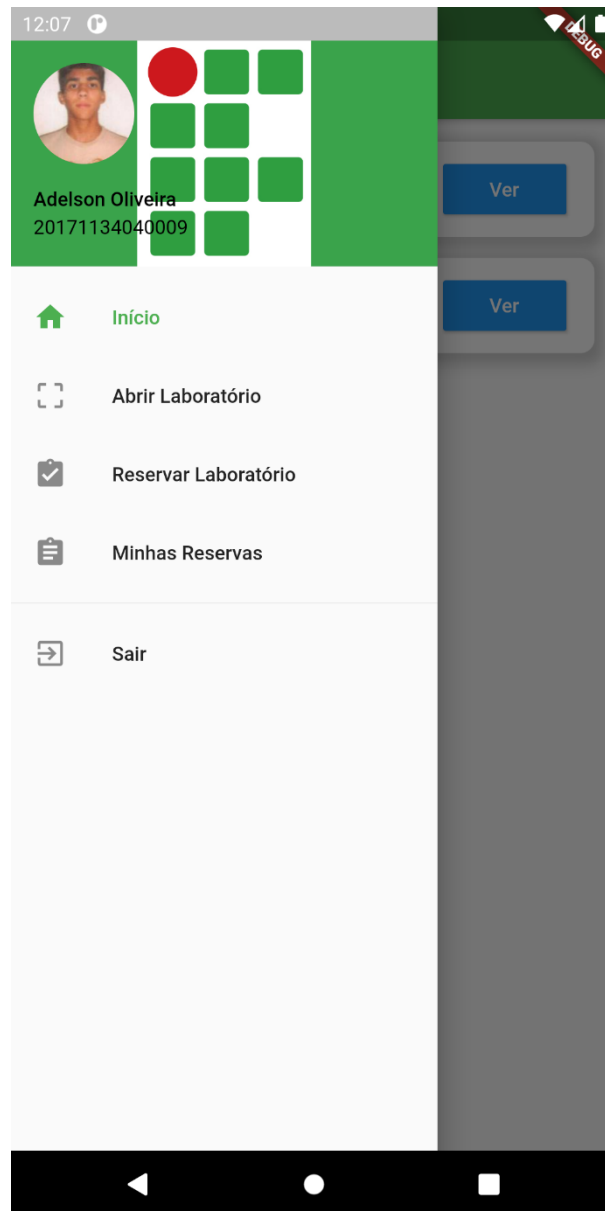 12:07
DEBUG
Adelson Oliveira
20171134040009
Ver
Início
Ver
Abrir Laboratório
Reservar Laboratório
Minhas Reservas
Sair